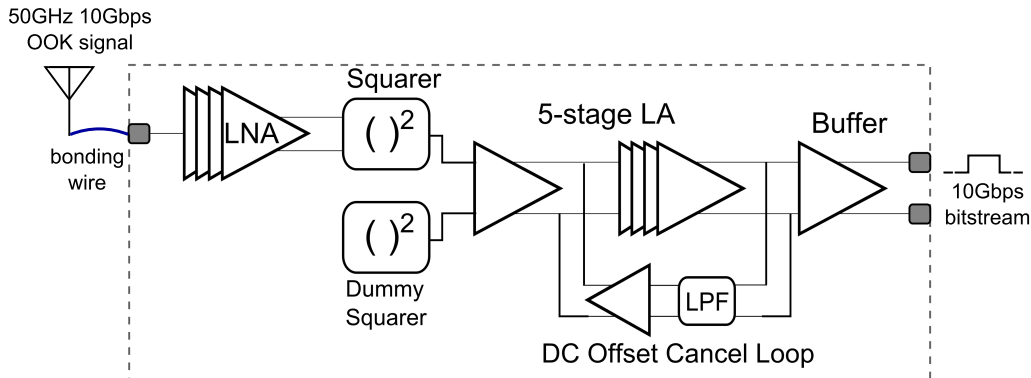 50GHz 10Gbps
OOK signal
bonding
wire
LNA
Squarer
( )2
( )2
Dummy
Squarer
5-stage LA
LPF
DC Offset Cancel Loop
Buffer
10Gbps
bitstream